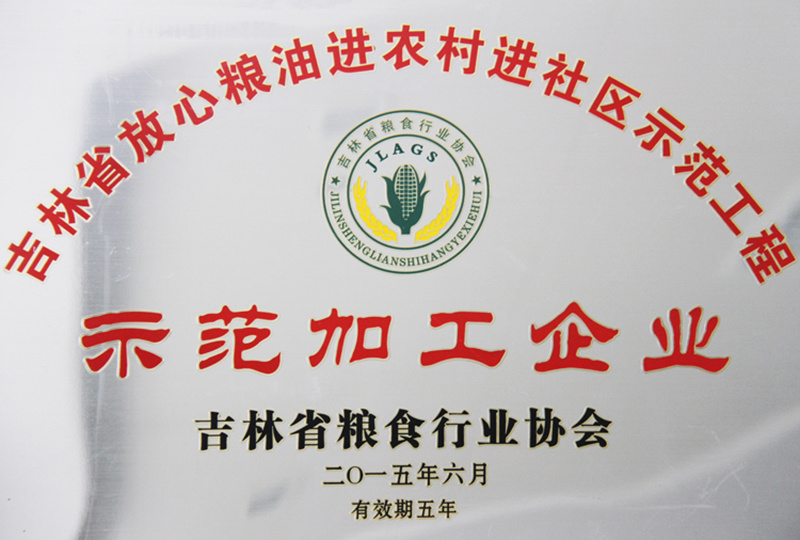 吉林省放心粮油进农村进社区示范工程
吉林省粮食行业协会
JLAGS
JILINSHENGLIANSHIHANGYEXIEHUI
示范加工企业
吉林省粮食行业协会
二〇一五年六月
有效期五年